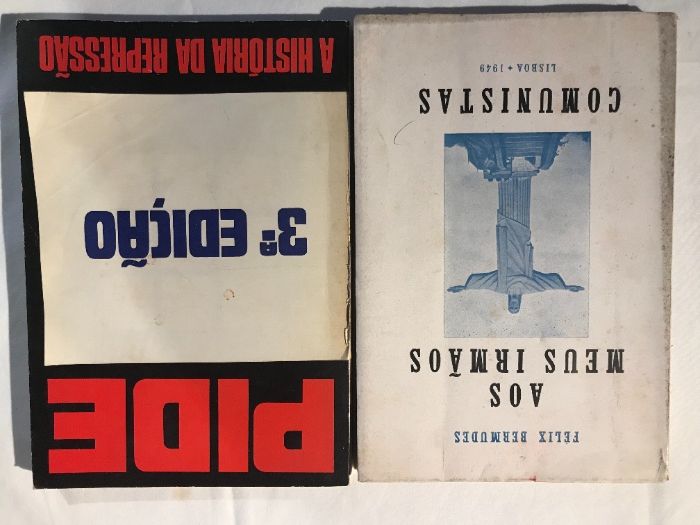 PIDE
3ª EDIÇÃO
A HISTÓRIA DA REPRESSÃO
FÉLIX BERMUDES
AOS
MEUS IRMÃOS
COMUNISTAS
LISBOA • 1949